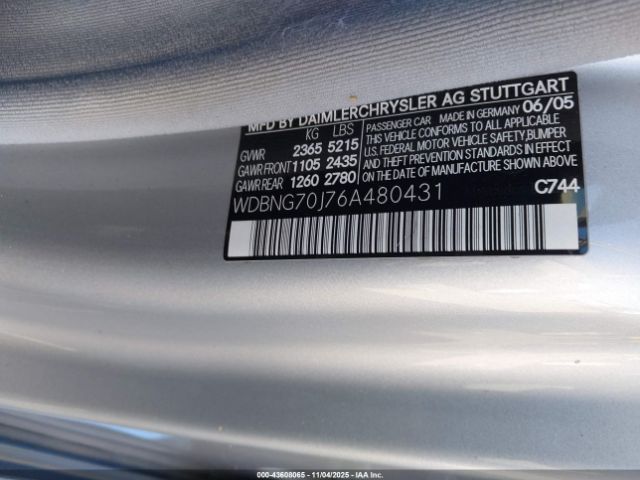 MFD BY DAIMLERCHRYSLER AG STUTTGART
KG LBS
GVWR 2365 5215
GAWR FRONT 1105 2435
GAWR REAR 1260 2780
PASSENGER CAR MADE IN GERMANY 06/05
THIS VEHICLE CONFORMS TO ALL APPLICABLE
U.S. FEDERAL MOTOR VEHICLE SAFETY, BUMPER
AND THEFT PREVENTION STANDARDS IN EFFECT
ON THE DATE OF MANUFACTURE SHOWN ABOVE
WDBNG70J76A480431
C744
000-43608065 - 11/04/2025 - IAA Inc.